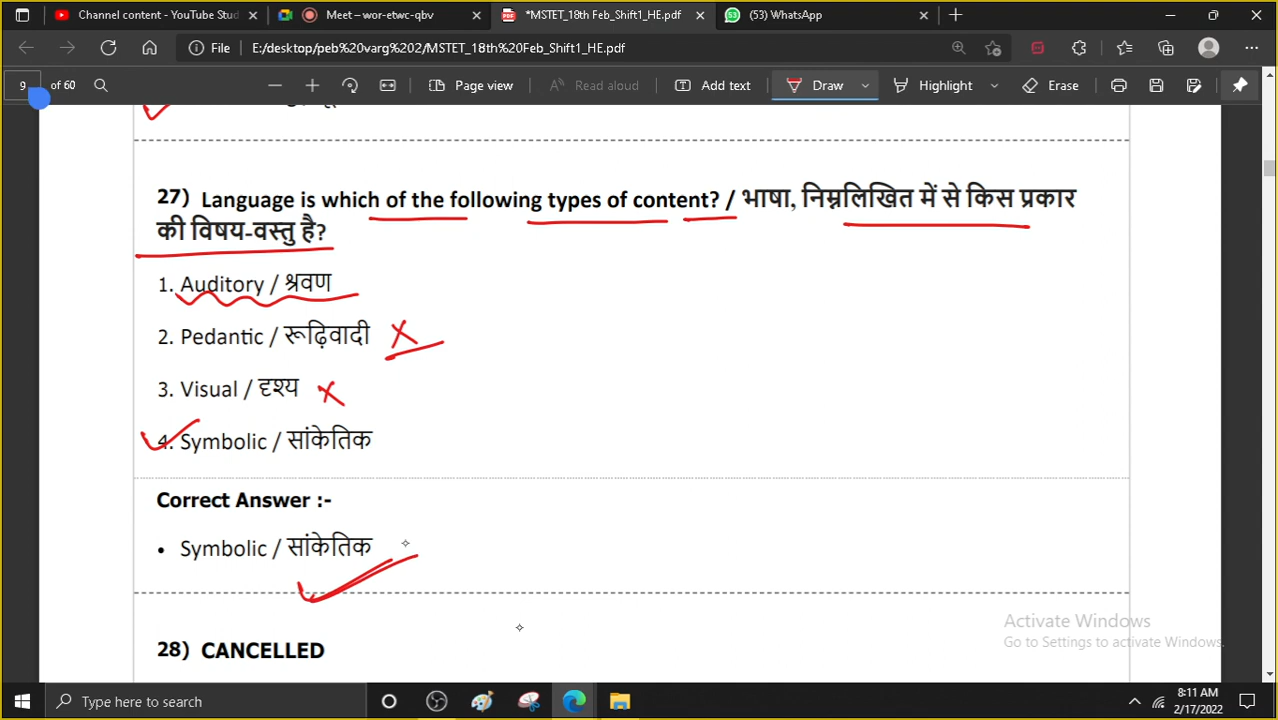 Channel content - YouTube Stu
Meet – wor-etwc-qbv
*MSTET_18th Feb_Shift1_HE.pdf
(53) WhatsApp
File E:/desktop/peb%20varg%202/MSTET_18th%20Feb_Shift1_HE.pdf
9 of 60 Page view Read aloud Add text Draw Highlight Erase
27) Language is which of the following types of content? / भाषा, निम्नलिखित में से किस प्रकार
की विषय-वस्तु है?
1. Auditory / श्रवण
2. Pedantic / रूढ़िवादी
3. Visual / दृश्य
4. Symbolic / सांकेतिक
Correct Answer :-
• Symbolic / सांकेतिक
28) CANCELLED
Activate Windows
Go to Settings to activate Windows.
Type here to search
8:11 AM
2/17/2022